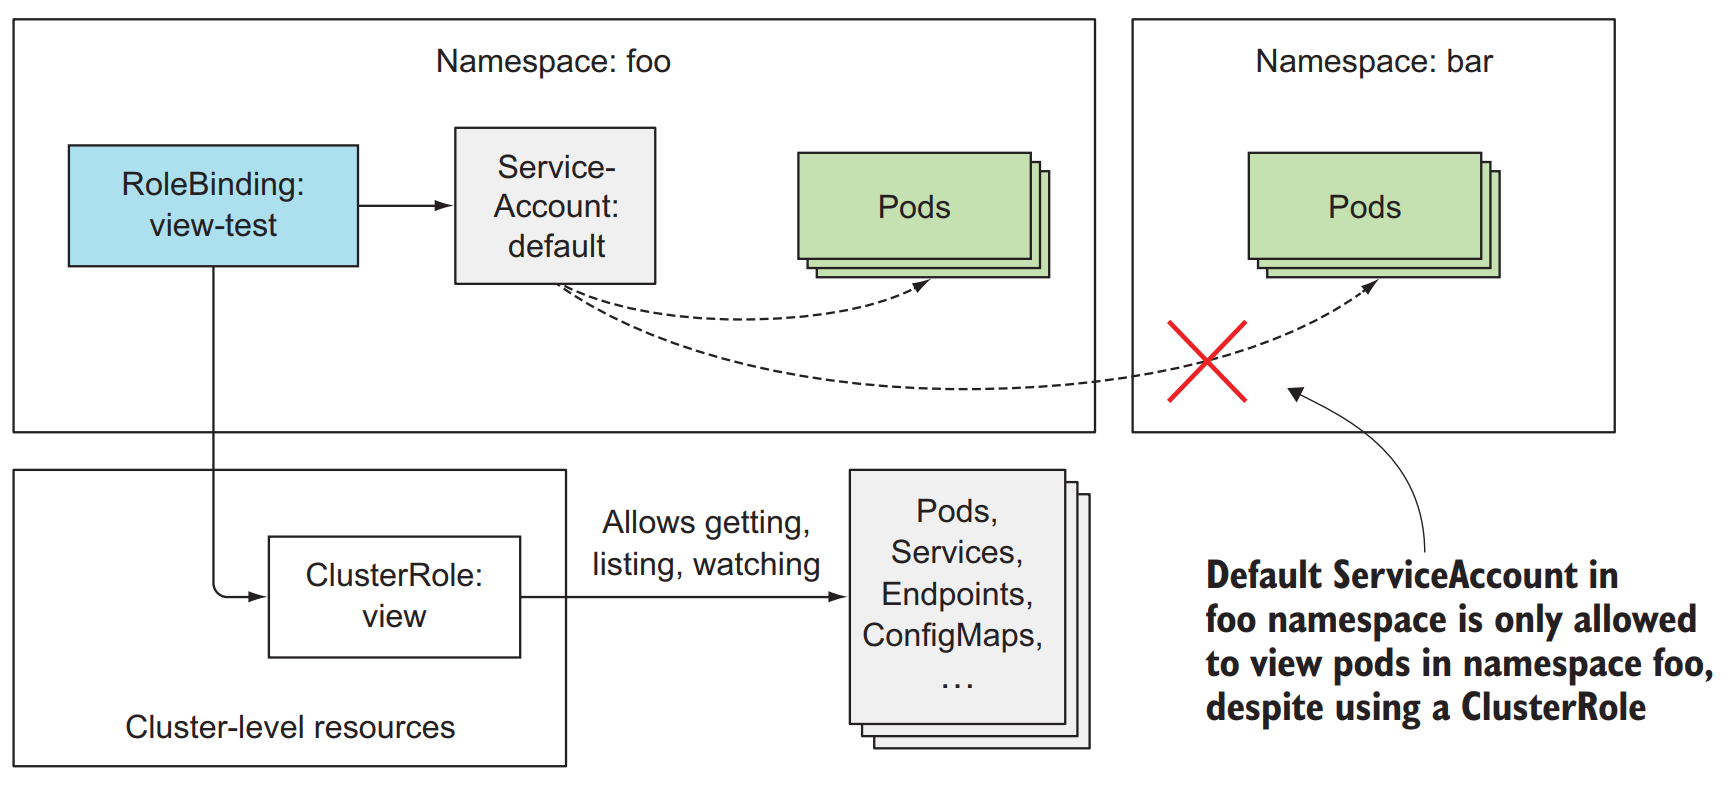 Namespace: foo
RoleBinding:
view-test
Service-
Account:
default
Pods
Namespace: bar
Pods
ClusterRole:
view
Cluster-level resources
Allows getting,
listing, watching
Pods,
Services,
Endpoints,
ConfigMaps,
...
Default ServiceAccount in
foo namespace is only allowed
to view pods in namespace foo,
despite using a ClusterRole